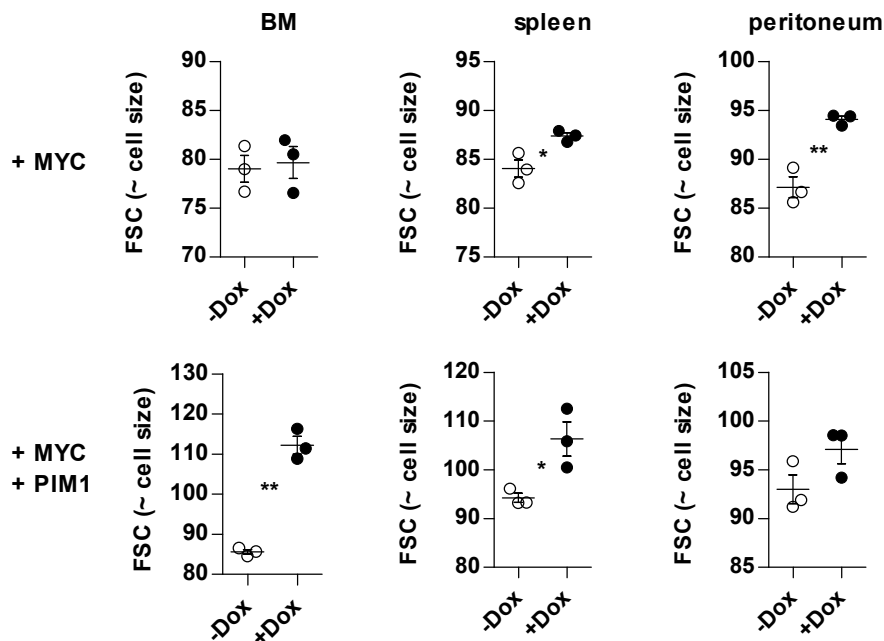 BM
spleen
peritoneum
+ MYC
FSC (~ cell size)
90
85
80
75
70
-Dox
+Dox
FSC (~ cell size)
95
90
85
80
75
*
-Dox
+Dox
FSC (~ cell size)
100
95
90
85
80
**
-Dox
+Dox
+ MYC
+ PIM1
FSC (~ cell size)
130
120
110
100
90
80
**
-Dox
+Dox
FSC (~ cell size)
120
110
100
90
80
*
-Dox
+Dox
FSC (~ cell size)
105
100
95
90
85
-Dox
+Dox